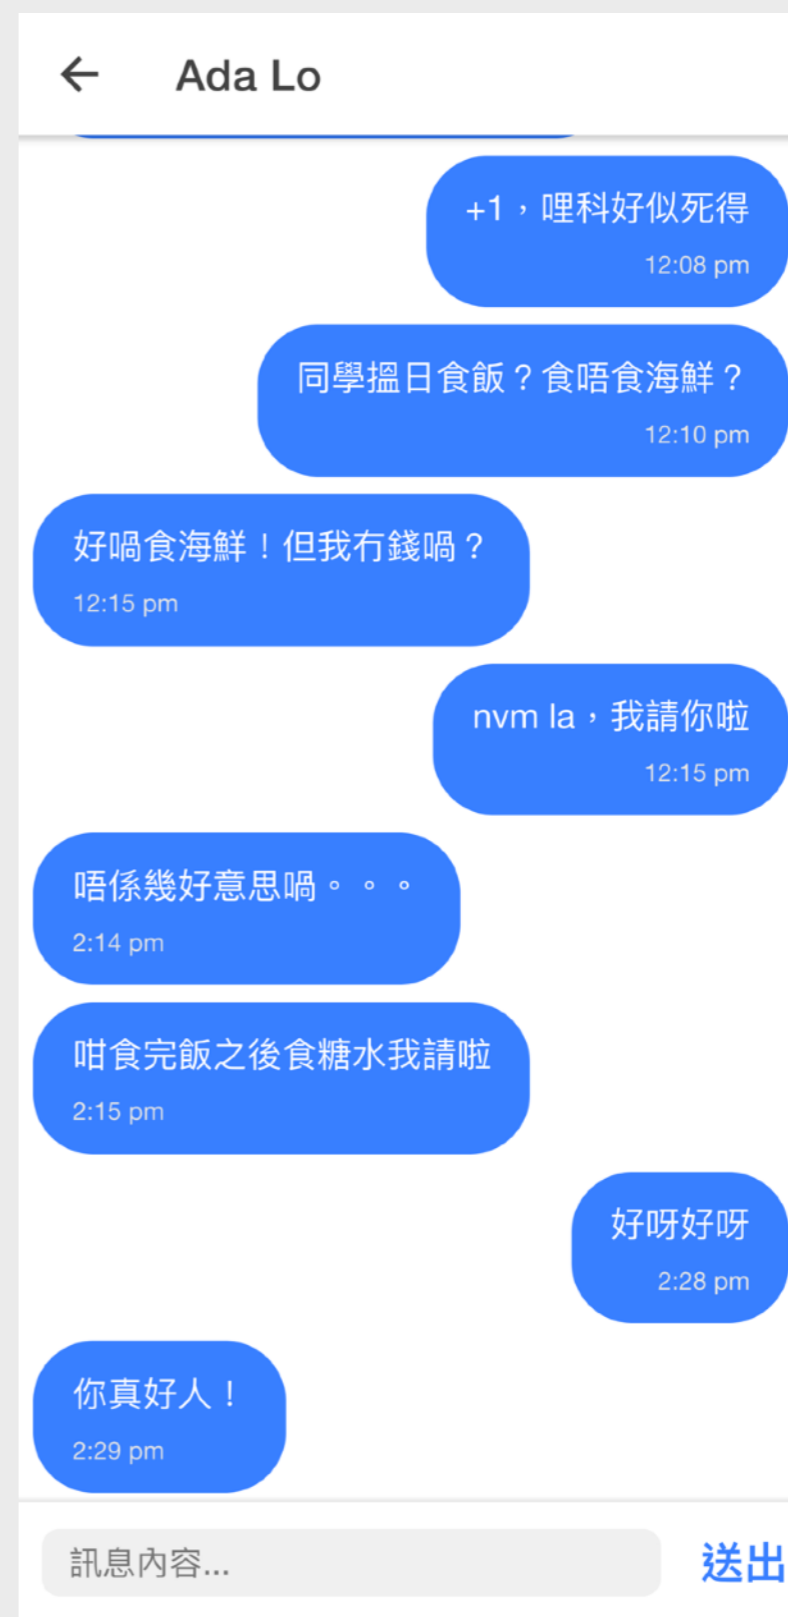 Ada Lo
+1，哩科好似死得
12:08 pm
同學搵日食飯？食唔食海鮮？
12:10 pm
好喎食海鮮！但我冇錢喎？
12:15 pm
nvm la，我請你啦
12:15 pm
唔係幾好意思喎。。。
2:14 pm
咁食完飯之後食糖水我請啦
2:15 pm
好呀好呀
2:28 pm
你真好人！
2:29 pm
訊息內容...
送出